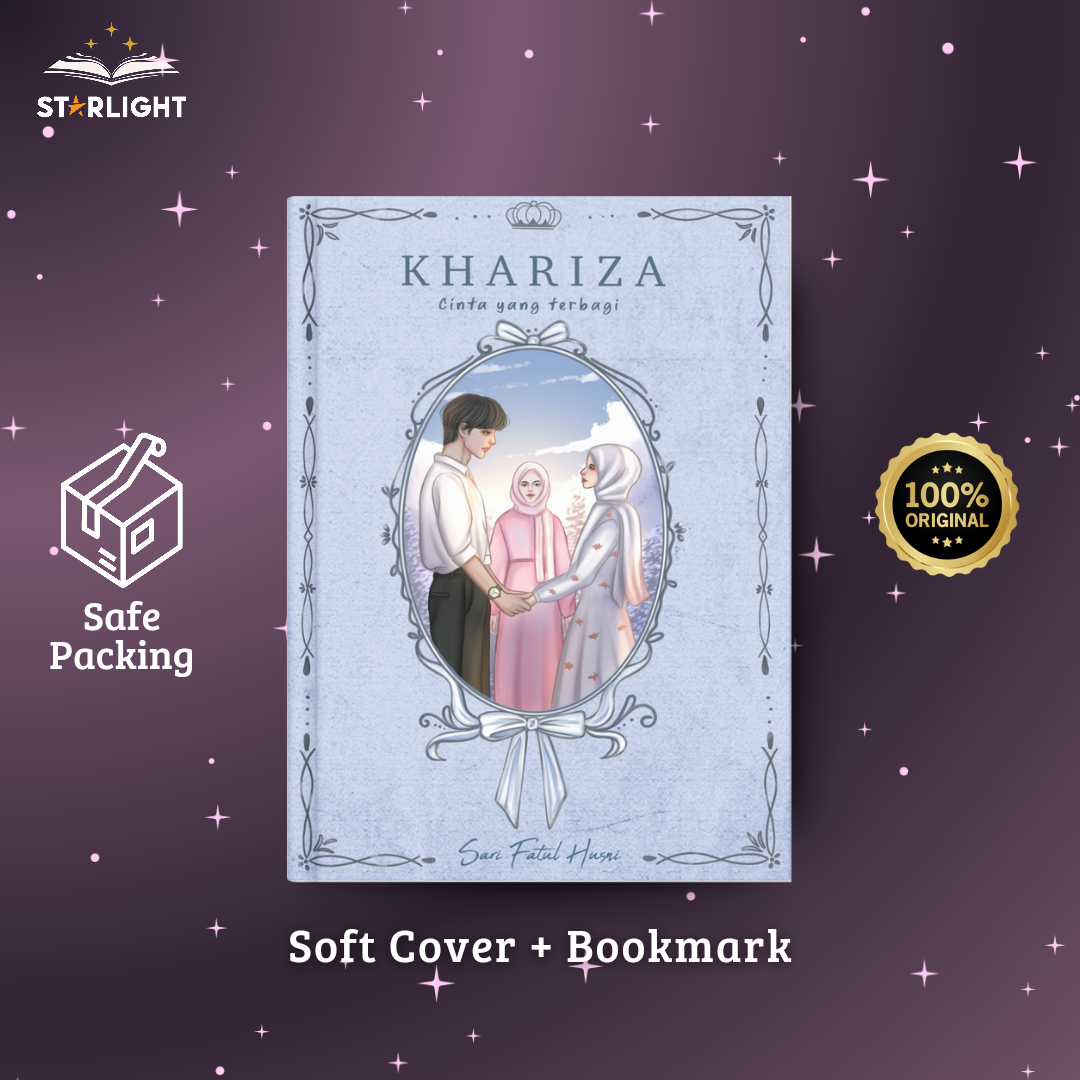 STARLIGHT
KHARIZA
Cinta yang terbagi
Safe
Packing
100%
ORIGINAL
Sari Fatul Husni
Soft Cover + Bookmark